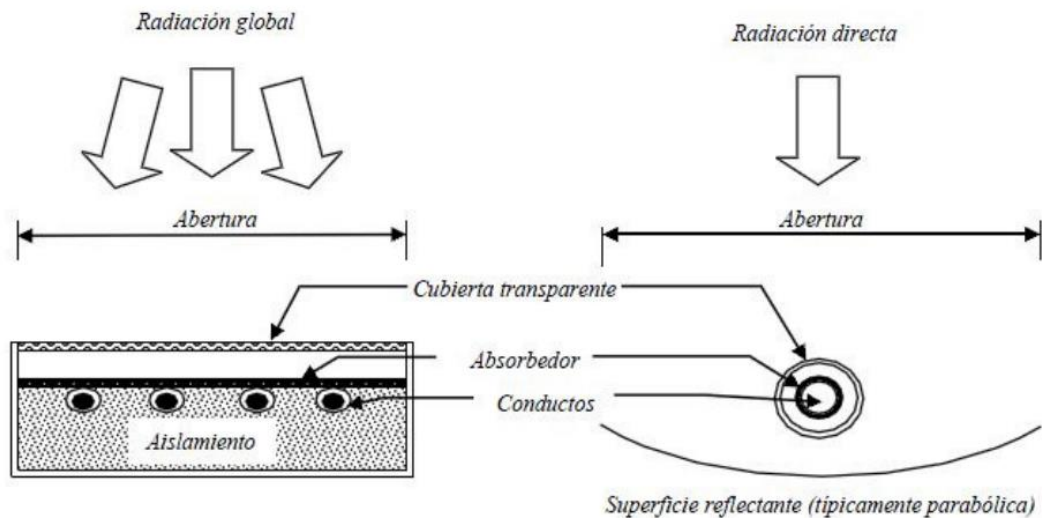 Radiación global
Radiación directa
Abertura
Abertura
Cubierta transparente
Absorbedor
Conductos
Aislamiento
Superficie reflectante (típicamente parabólica)